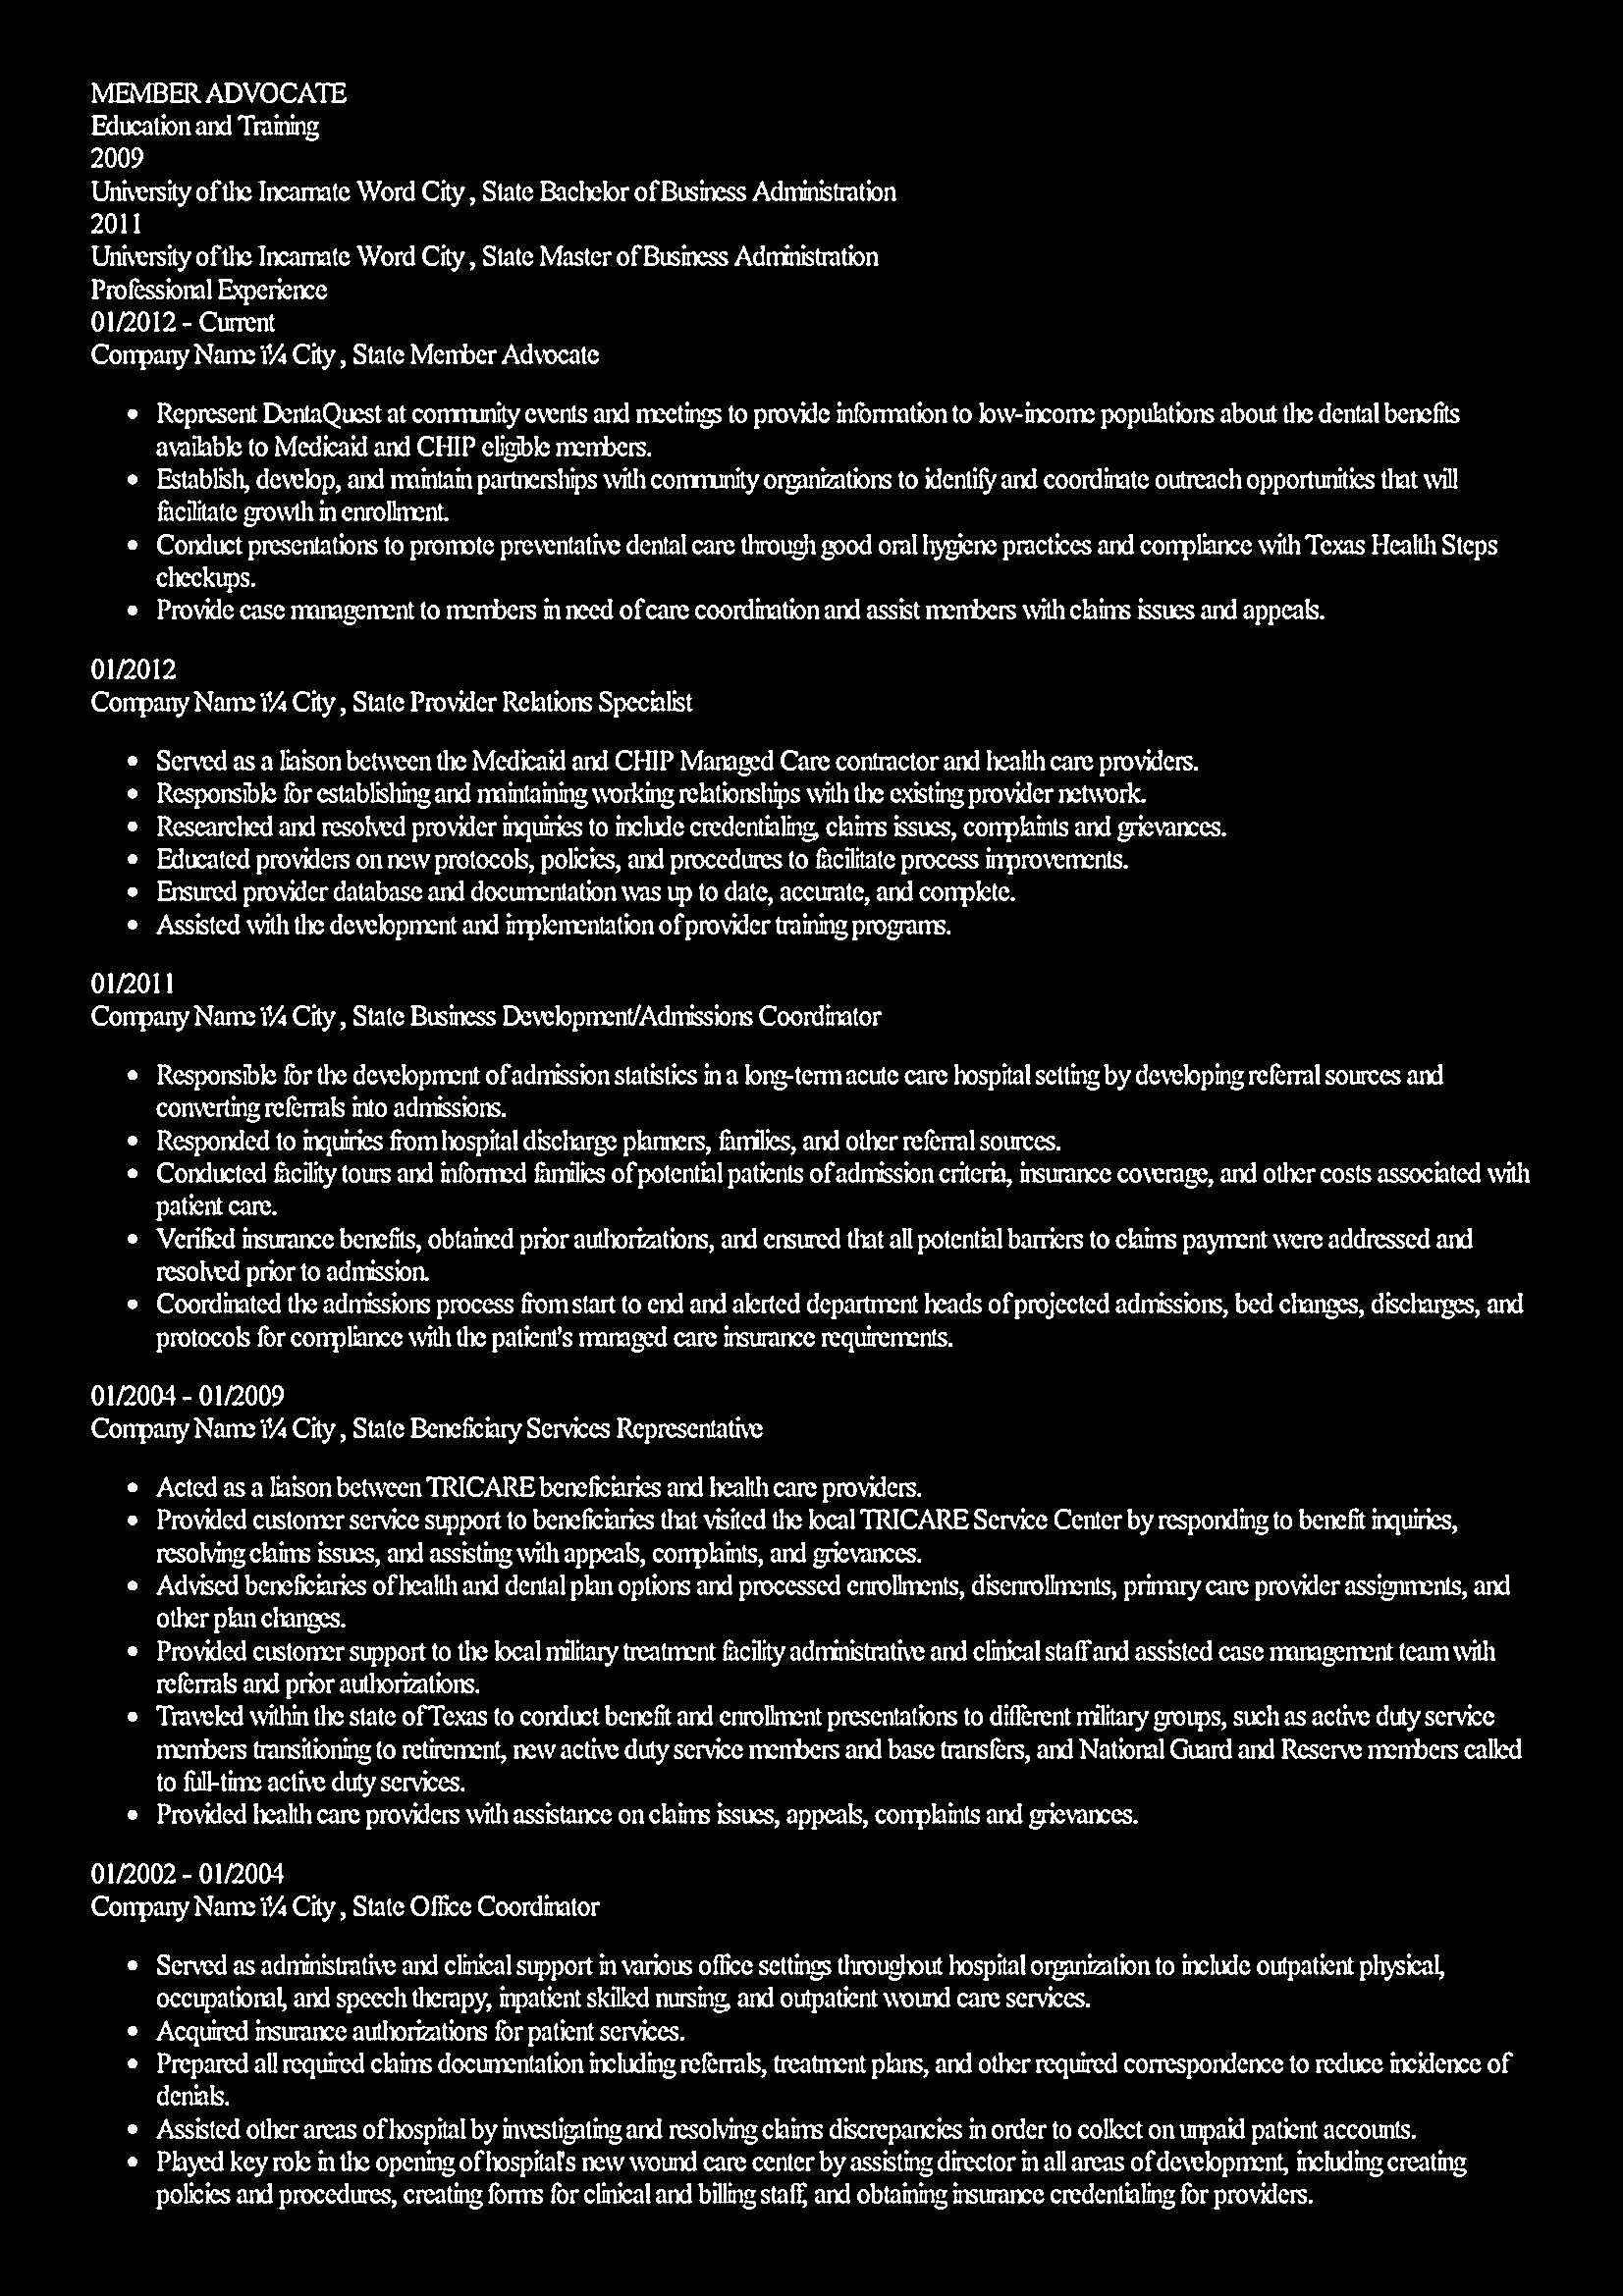 MEMBER ADVOCATE
Education and Training
2009
University of the Incarnate Word City , State Bachelor of Business Administration
2011
University of the Incarnate Word City , State Master of Business Administration
Professional Experience
01/2012 - Current
Company Name ï¼ City , State Member Advocate
• Represent DentaQuest at community events and meetings to provide information to low-income populations about the dental benefits
available to Medicaid and CHIP eligible members.
• Establish, develop, and maintain partnerships with community organizations to identify and coordinate outreach opportunities that will
facilitate growth in enrollment.
• Conduct presentations to promote preventative dental care through good oral hygiene practices and compliance with Texas Health Steps
checkups.
• Provide case management to members in need of care coordination and assist members with claims issues and appeals.
01/2012
Company Name ï¼ City , State Provider Relations Specialist
• Served as a liaison between the Medicaid and CHIP Managed Care contractor and health care providers.
• Responsible for establishing and maintaining working relationships with the existing provider network.
• Researched and resolved provider inquiries to include credentialing, claims issues, complaints and grievances.
• Educated providers on new protocols, policies, and procedures to facilitate process improvements.
• Ensured provider database and documentation was up to date, accurate, and complete.
• Assisted with the development and implementation of provider training programs.
01/2011
Company Name ï¼ City , State Business Development/Admissions Coordinator
• Responsible for the development of admission statistics in a long-term acute care hospital setting by developing referral sources and
converting referrals into admissions.
• Responded to inquiries from hospital discharge planners, families, and other referral sources.
• Conducted facility tours and informed families of potential patients of admission criteria, insurance coverage, and other costs associated with
patient care.
• Verified insurance benefits, obtained prior authorizations, and ensured that all potential barriers to claims payment were addressed and
resolved prior to admission.
• Coordinated the admissions process from start to end and alerted department heads of projected admissions, bed changes, discharges, and
protocols for compliance with the patient's managed care insurance requirements.
01/2004 - 01/2009
Company Name ï¼ City , State Beneficiary Services Representative
• Acted as a liaison between TRICARE beneficiaries and health care providers.
• Provided customer service support to beneficiaries that visited the local TRICARE Service Center by responding to benefit inquiries,
resolving claims issues, and assisting with appeals, complaints, and grievances.
• Advised beneficiaries of health and dental plan options and processed enrollments, disenrollments, primary care provider assignments, and
other plan changes.
• Provided customer support to the local military treatment facility administrative and clinical staff and assisted case management team with
referrals and prior authorizations.
• Traveled within the state of Texas to conduct benefit and enrollment presentations to different military groups, such as active duty service
members transitioning to retirement, new active duty service members and base transfers, and National Guard and Reserve members called
to full-time active duty services.
• Provided health care providers with assistance on claims issues, appeals, complaints and grievances.
01/2002 - 01/2004
Company Name ï¼ City , State Office Coordinator
• Served as administrative and clinical support in various office settings throughout hospital organization to include outpatient physical,
occupational, and speech therapy, inpatient skilled nursing, and outpatient wound care services.
• Acquired insurance authorizations for patient services.
• Prepared all required claims documentation including referrals, treatment plans, and other required correspondence to reduce incidence of
denials.
• Assisted other areas of hospital by investigating and resolving claims discrepancies in order to collect on unpaid patient accounts.
• Played key role in the opening of hospital's new wound care center by assisting director in all areas of development, including creating
policies and procedures, creating forms for clinical and billing staff, and obtaining insurance credentialing for providers.